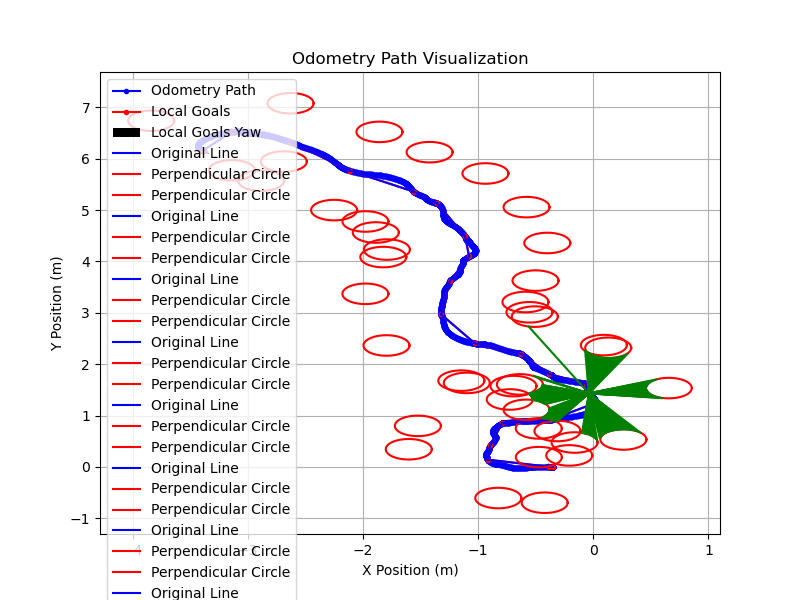 Odometry Path Visualization
Y Position (m)
7
6
5
4
3
2
1
0
−1
Odometry Path
Local Goals
Local Goals Yaw
Original Line
Perpendicular Circle
Perpendicular Circle
Original Line
Perpendicular Circle
Perpendicular Circle
Original Line
Perpendicular Circle
Perpendicular Circle
Original Line
Perpendicular Circle
Perpendicular Circle
Original Line
Perpendicular Circle
Perpendicular Circle
Original Line
Perpendicular Circle
Perpendicular Circle
Original Line
Perpendicular Circle
Perpendicular Circle
Original Line
−2
−1
0
1
X Position (m)